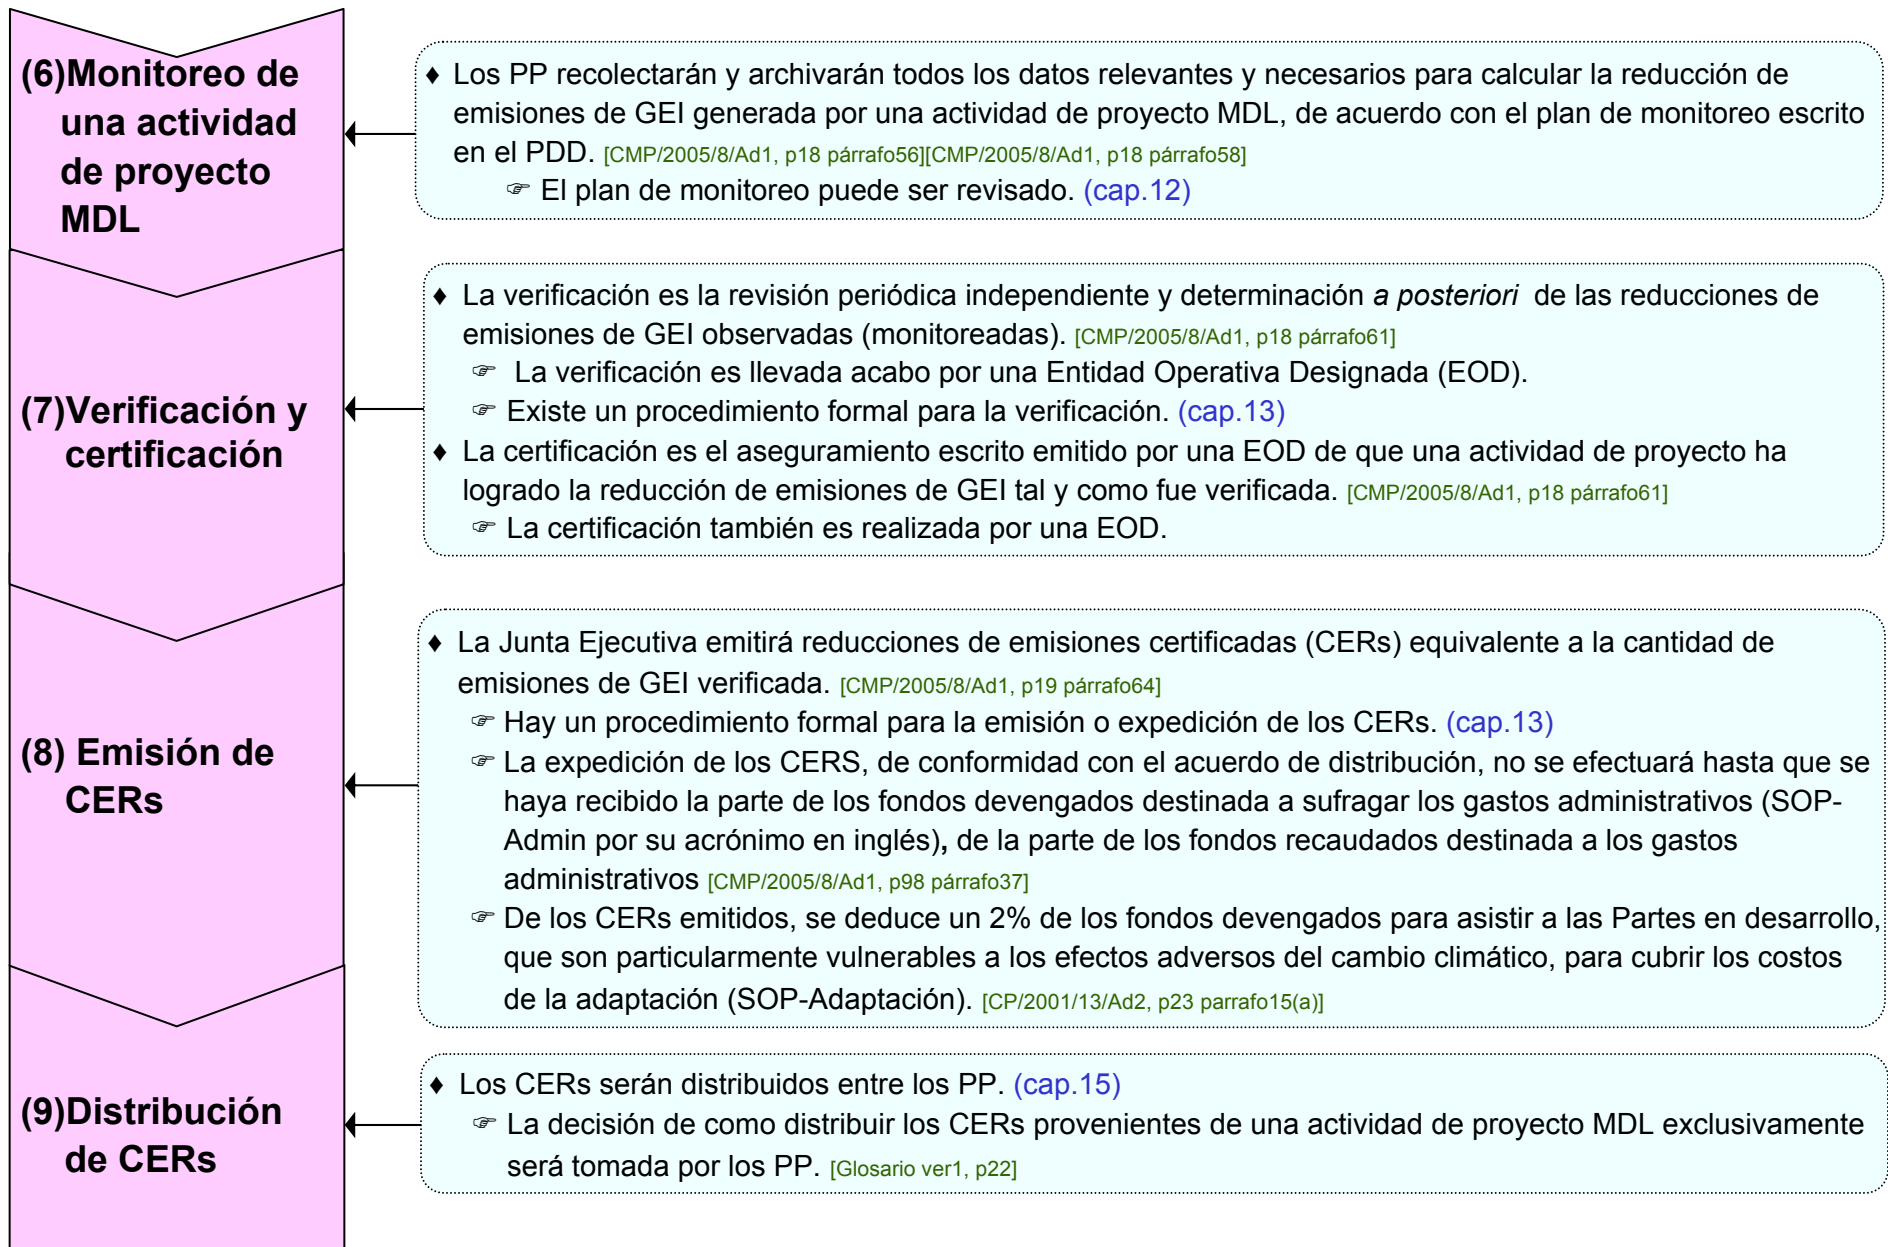 (6)Monitoreo de
una actividad
de proyecto
MDL
♦ Los PP recolectarán y archivarán todos los datos relevantes y necesarios para calcular la reducción de
emisiones de GEI generada por una actividad de proyecto MDL, de acuerdo con el plan de monitoreo escrito
en el PDD. [CMP/2005/8/Ad1, p18 párrafo56][CMP/2005/8/Ad1, p18 párrafo58]
☞ El plan de monitoreo puede ser revisado. (cap.12)
(7)Verificación y
certificación
♦ La verificación es la revisión periódica independiente y determinación a posteriori de las reducciones de
emisiones de GEI observadas (monitoreadas). [CMP/2005/8/Ad1, p18 párrafo61]
☞ La verificación es llevada acabo por una Entidad Operativa Designada (EOD).
☞ Existe un procedimiento formal para la verificación. (cap.13)
♦ La certificación es el aseguramiento escrito emitido por una EOD de que una actividad de proyecto ha
logrado la reducción de emisiones de GEI tal y como fue verificada. [CMP/2005/8/Ad1, p18 párrafo61]
☞ La certificación también es realizada por una EOD.
(8) Emisión de
CERs
♦ La Junta Ejecutiva emitirá reducciones de emisiones certificadas (CERs) equivalente a la cantidad de
emisiones de GEI verificada. [CMP/2005/8/Ad1, p19 párrafo64]
☞ Hay un procedimiento formal para la emisión o expedición de los CERs. (cap.13)
☞ La expedición de los CERS, de conformidad con el acuerdo de distribución, no se efectuará hasta que se
haya recibido la parte de los fondos devengados destinada a sufragar los gastos administrativos (SOP-
Admin por su acrónimo en inglés), de la parte de los fondos recaudados destinada a los gastos
administrativos [CMP/2005/8/Ad1, p98 párrafo37]
☞ De los CERs emitidos, se deduce un 2% de los fondos devengados para asistir a las Partes en desarrollo,
que son particularmente vulnerables a los efectos adversos del cambio climático, para cubrir los costos
de la adaptación (SOP-Adaptación). [CP/2001/13/Ad2, p23 parrafo15(a)]
(9)Distribución
de CERs
♦ Los CERs serán distribuidos entre los PP. (cap.15)
☞ La decisión de como distribuir los CERs provenientes de una actividad de proyecto MDL exclusivamente
será tomada por los PP. [Glosario ver1, p22]